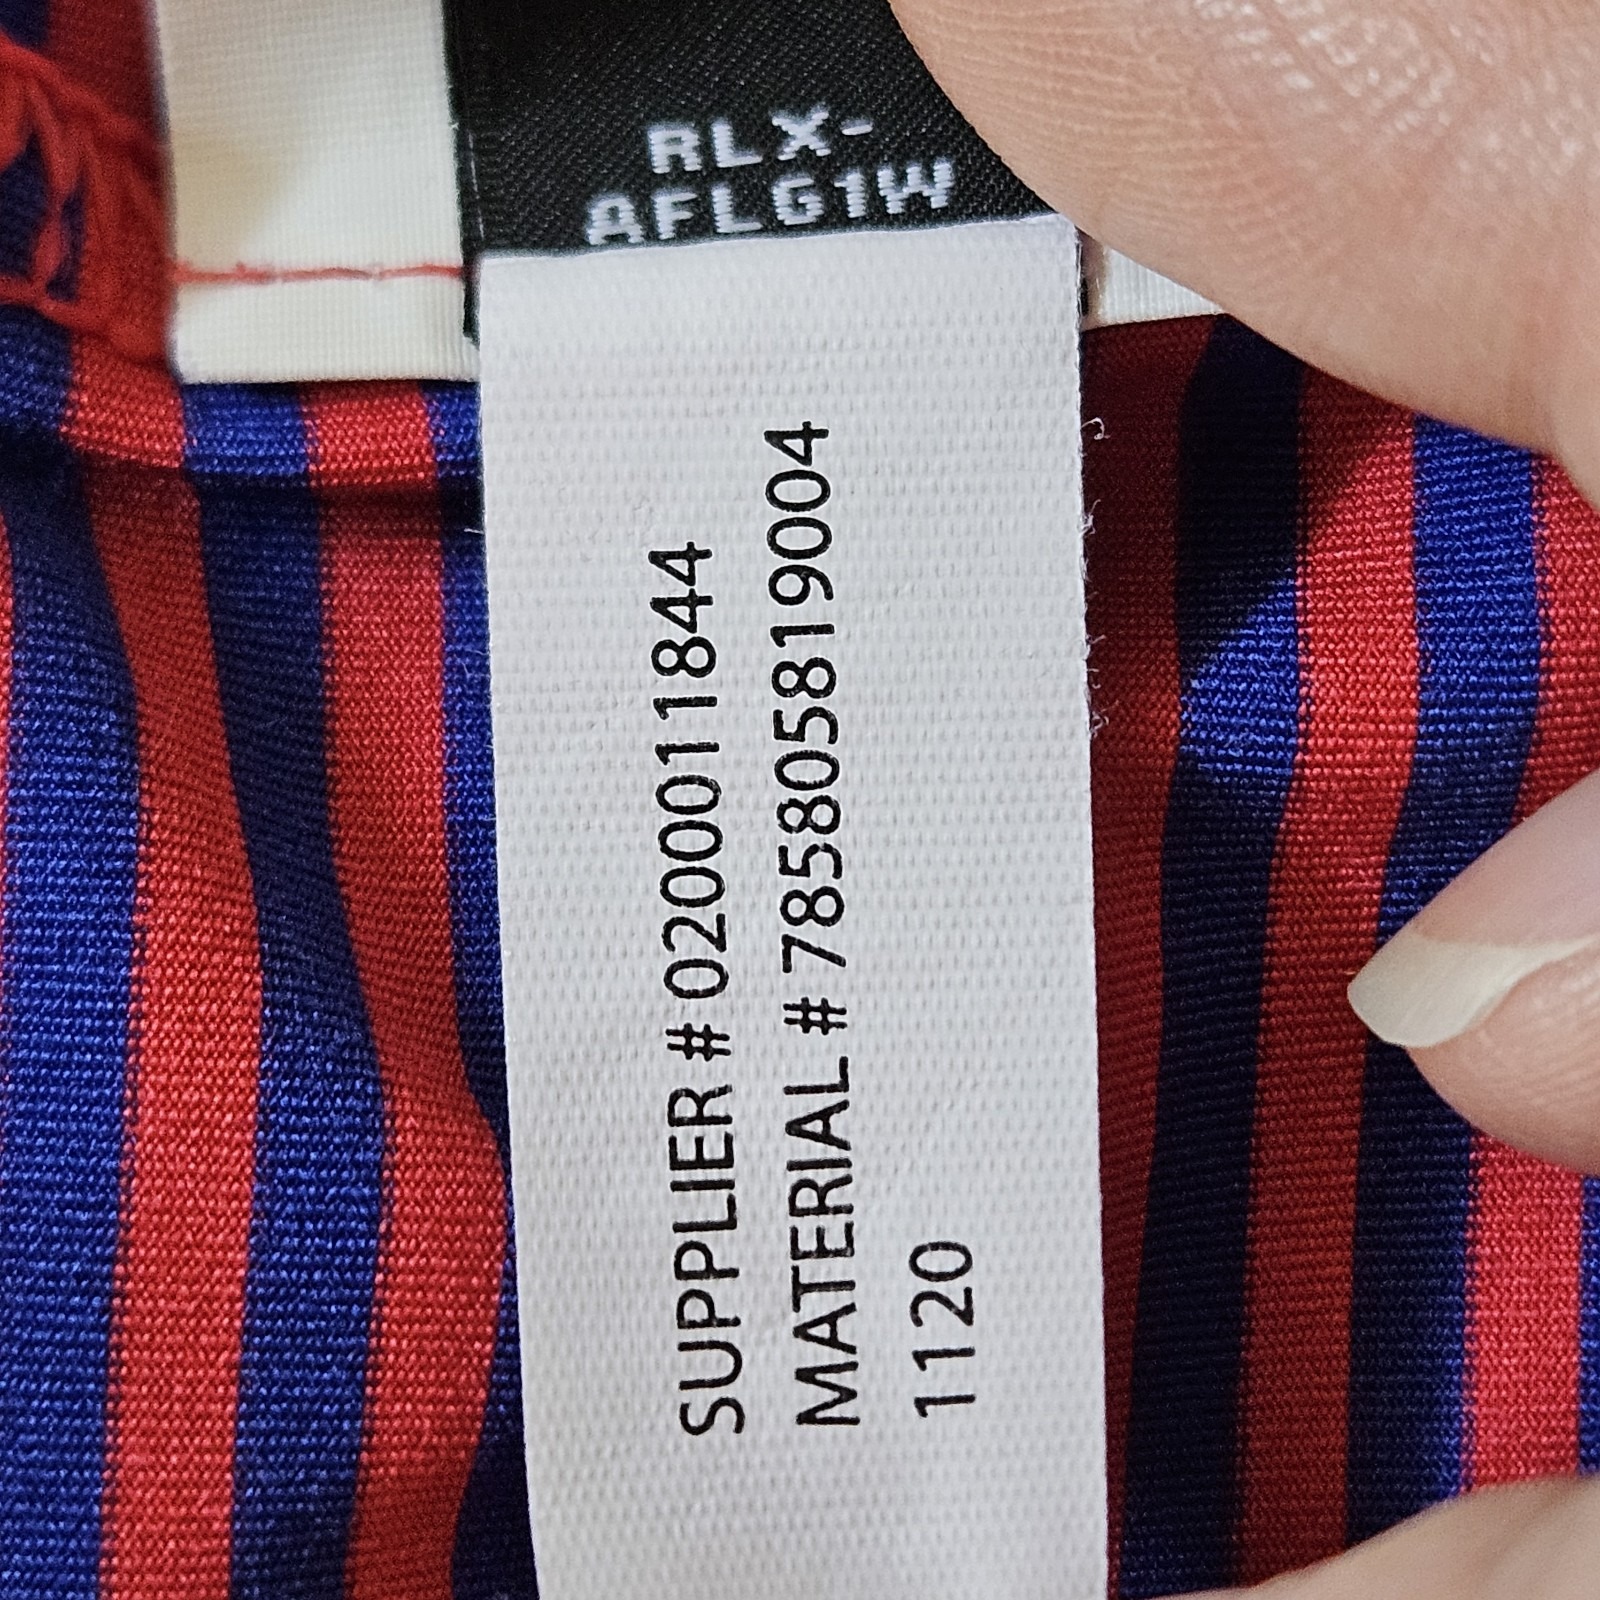 RLX-
AFLG1W
SUPPLIER # 0200011844
MATERIAL # 785805819004
1120